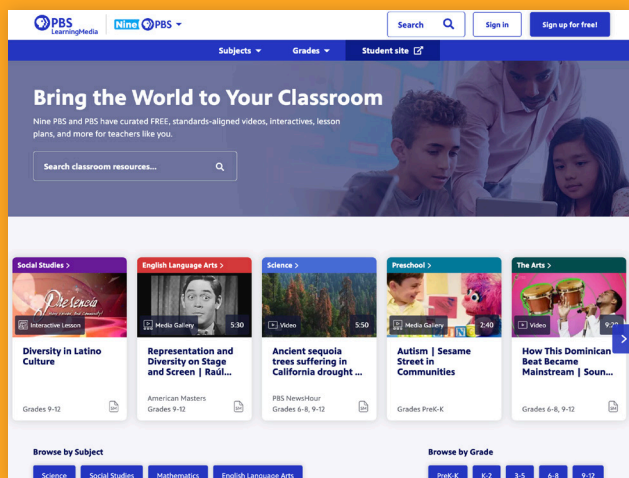 PBS
LearningMedia
Nine PBS
Search
Sign in
Sign up for free!
Subjects
Grades
Student site
Bring the World to Your Classroom
Nine PBS and PBS have curated FREE, standards-aligned videos, interactives, lesson
plans, and more for teachers like you.
Search classroom resources...
Social Studies >
Presencia
Interactive Lesson
Diversity in Latino
Culture
Grades 9-12
English Language Arts >
Media Gallery
5:30
Representation and
Diversity on Stage
and Screen | Raúl...
American Masters
Grades 9-12
Science >
Video
5:50
Ancient sequoia
trees suffering in
California drought ...
PBS NewsHour
Grades 6-8, 9-12
Preschool >
Media Gallery
2:40
Autism | Sesame
Street in
Communities
Grades PreK-K
The Arts >
Video
How This Dominican
Beat Became
Mainstream | Soun...
Grades 6-8, 9-12
Browse by Subject
Science
Social Studies
Mathematics
English Language Arts
Browse by Grade
PreK-K
K-2
3-5
6-8
9-12